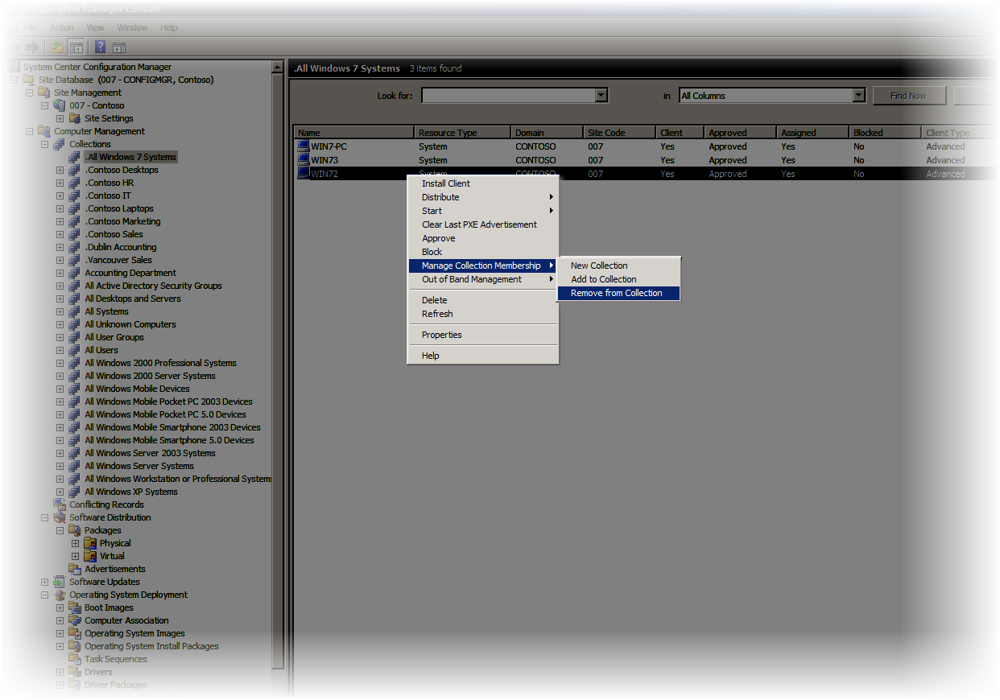 Configuration Manager Console
File Action View Window Help
System Center Configuration Manager
Site Database (007 - CONFIGMGR, Contoso)
Site Management
007 - Contoso
Site Settings
Computer Management
Collections
.All Windows 7 Systems
.Contoso Desktops
.Contoso HR
.Contoso IT
.Contoso Laptops
.Contoso Marketing
.Contoso Sales
.Dublin Accounting
.Vancouver Sales
Accounting Department
All Active Directory Security Groups
All Desktops and Servers
All Systems
All Unknown Computers
All User Groups
All Users
All Windows 2000 Professional Systems
All Windows 2000 Server Systems
All Windows Mobile Devices
All Windows Mobile Pocket PC 2003 Devices
All Windows Mobile Pocket PC 5.0 Devices
All Windows Mobile Smartphone 2003 Devices
All Windows Mobile Smartphone 5.0 Devices
All Windows Server 2003 Systems
All Windows Server Systems
All Windows Workstation or Professional Systems
All Windows XP Systems
Conflicting Records
Software Distribution
Packages
Physical
Virtual
Advertisements
Software Updates
Operating System Deployment
Boot Images
Computer Association
Operating System Images
Operating System Install Packages
Task Sequences
Drivers
Driver Packages
.All Windows 7 Systems 3 items found
Look for: in All Columns Find Now
Name Resource Type Domain Site Code Client Approved Assigned Blocked Client Type
WIN7-PC System CONTOSO 007 Yes Approved Yes No Advanced
WIN73 System CONTOSO 007 Yes Approved Yes No Advanced
WIN72 System CONTOSO 007 Yes Approved Yes No Advanced
Install Client
Distribute
Start
Clear Last PXE Advertisement
Approve
Block
Manage Collection Membership
Out of Band Management
Delete
Refresh
Properties
Help
New Collection
Add to Collection
Remove from Collection